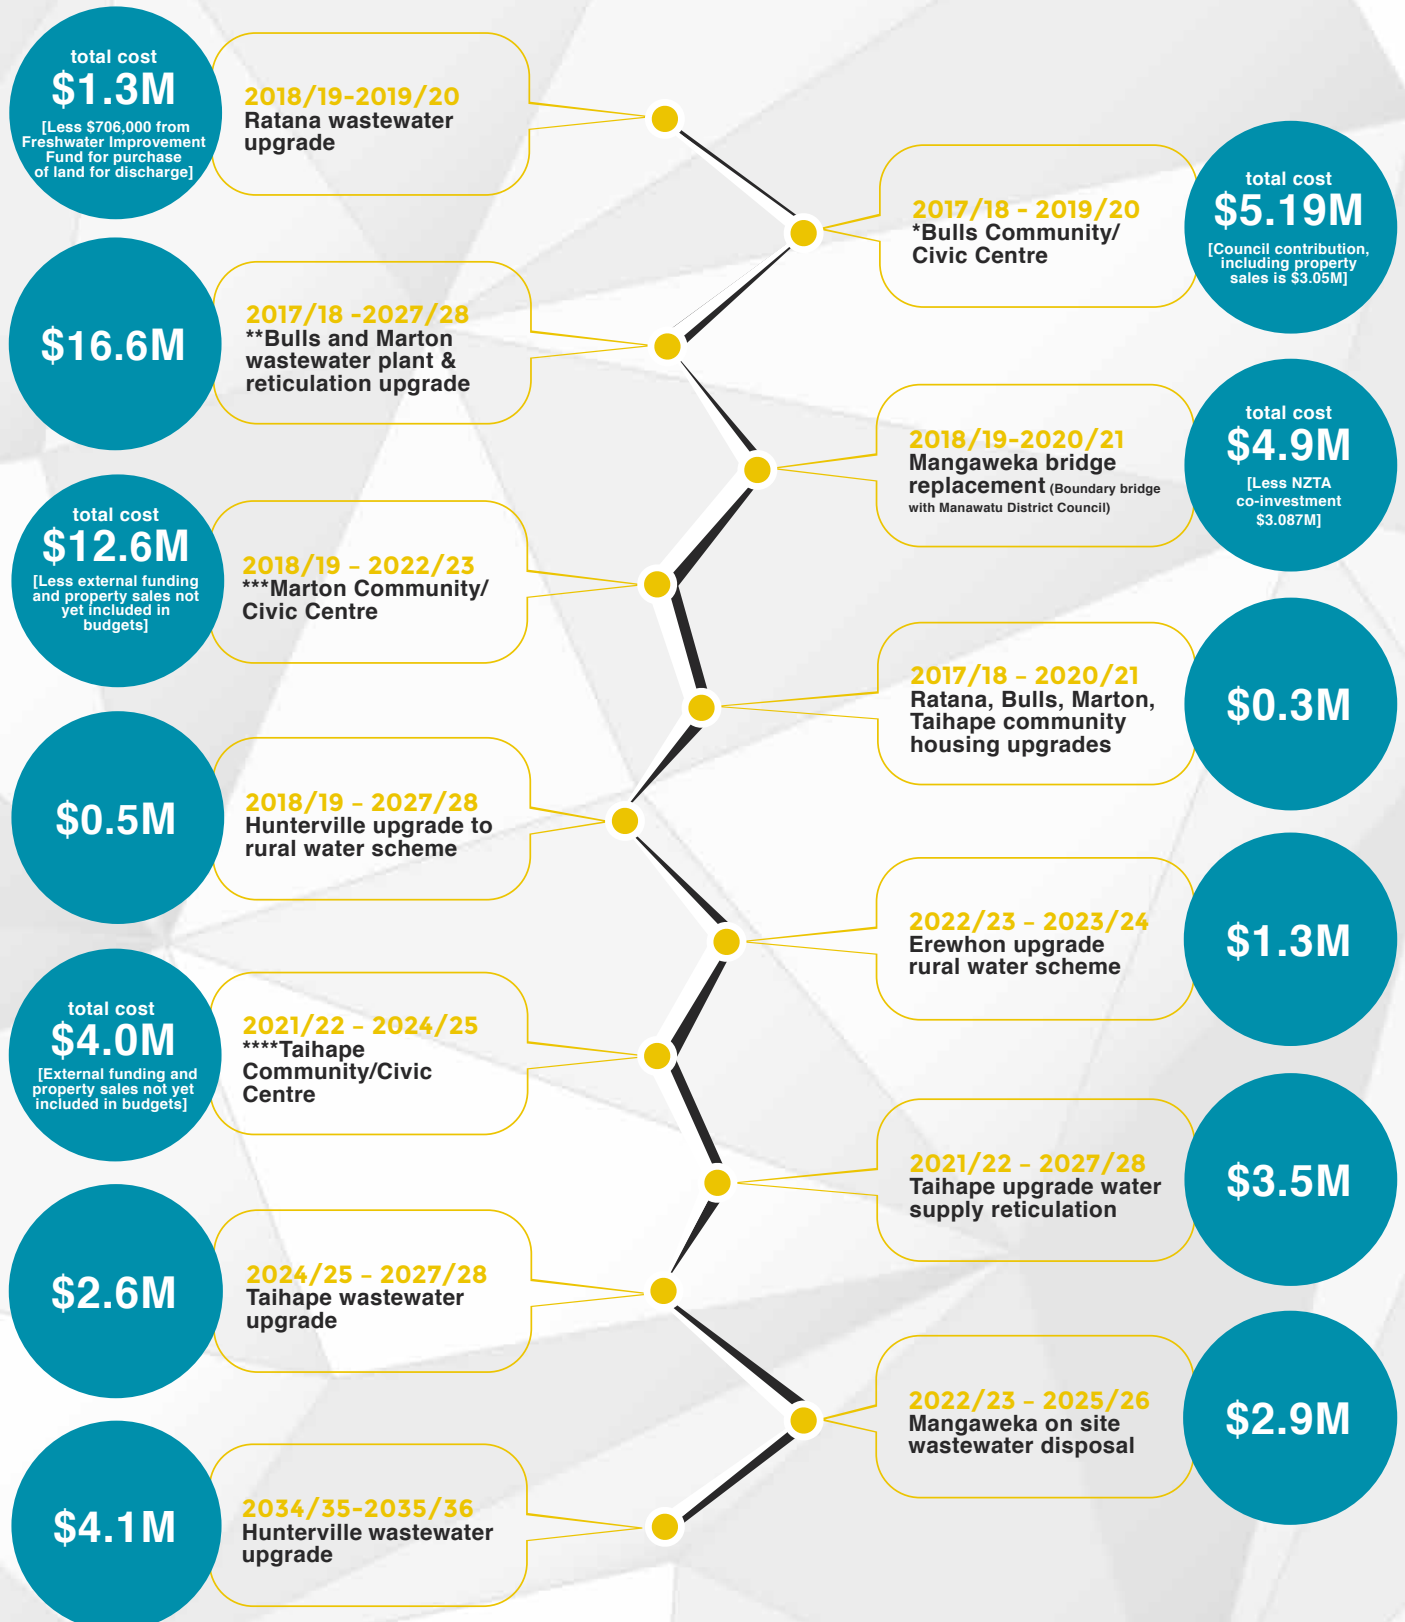 total cost
$1.3M
[Less $706,000 from
Freshwater Improvement
Fund for purchase
of land for discharge]
2018/19-2019/20
Ratana wastewater
upgrade
2017/18 - 2019/20
*Bulls Community/
Civic Centre
total cost
$5.19M
[Council contribution,
including property
sales is $3.05M]
$16.6M
2017/18 -2027/28
**Bulls and Marton
wastewater plant &
reticulation upgrade
2018/19-2020/21
Mangaweka bridge
replacement (Boundary bridge
with Manawatu District Council)
total cost
$4.9M
[Less NZTA
co-investment
$3.087M]
total cost
$12.6M
[Less external funding
and property sales not
yet included in
budgets]
2018/19 – 2022/23
***Marton Community/
Civic Centre
2017/18 – 2020/21
Ratana, Bulls, Marton,
Taihape community
housing upgrades
$0.3M
$0.5M
2018/19 – 2027/28
Hunterville upgrade to
rural water scheme
2022/23 – 2023/24
Erewhon upgrade
rural water scheme
$1.3M
total cost
$4.0M
[External funding and
property sales not yet
included in budgets]
2021/22 – 2024/25
****Taihape
Community/Civic
Centre
2021/22 – 2027/28
Taihape upgrade water
supply reticulation
$3.5M
$2.6M
2024/25 – 2027/28
Taihape wastewater
upgrade
2022/23 – 2025/26
Mangaweka on site
wastewater disposal
$2.9M
$4.1M
2034/35-2035/36
Hunterville wastewater
upgrade